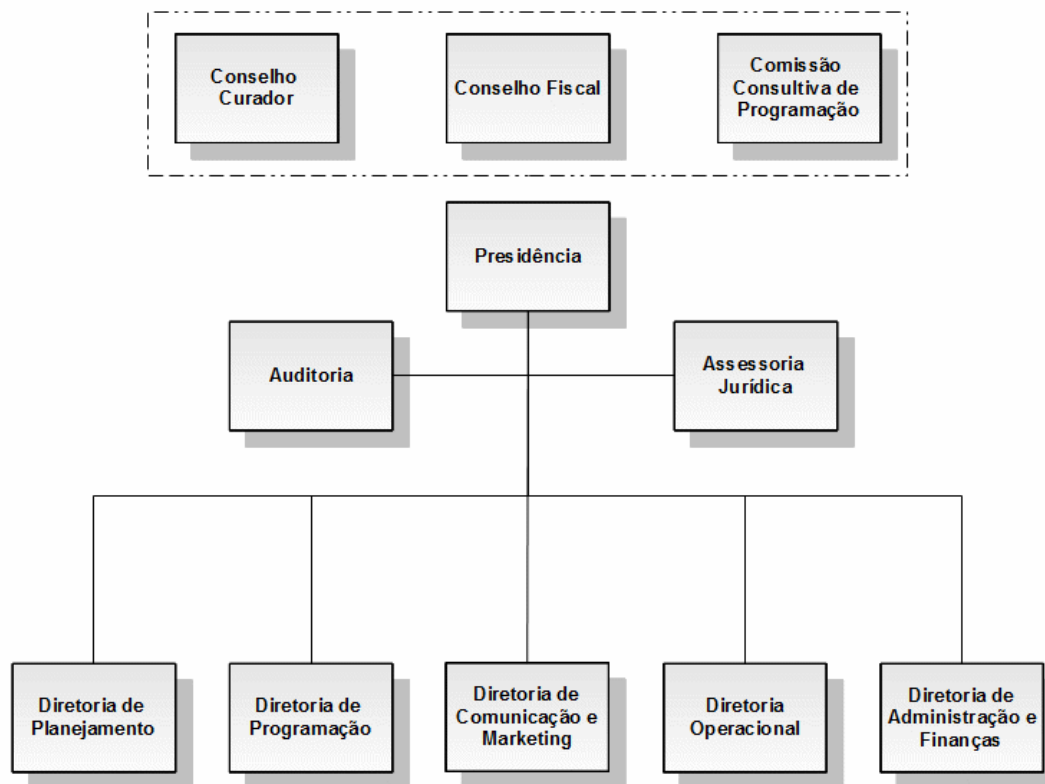 Conselho
Curador
Conselho Fiscal
Comissão
Consultiva de
Programação
Presidência
Auditoria
Assessoria
Jurídica
Diretoria de
Planejamento
Diretoria de
Programação
Diretoria de
Comunicação e
Marketing
Diretoria
Operacional
Diretoria de
Administração e
Finanças